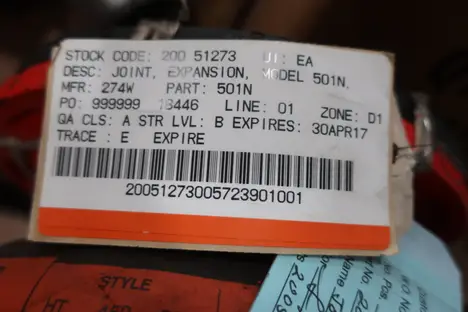 STOCK CODE: 200 51273 UI: EA
DESC: JOINT, EXPANSION, MODEL 501N,
MFR: 274W PART: 501N
PO: 999999 18446 LINE: 01 ZONE: D1
QA CLS: A STR LVL: B EXPIRES: 30APR17
TRACE: E EXPIRE
20051273005723901001
STYLE
HT